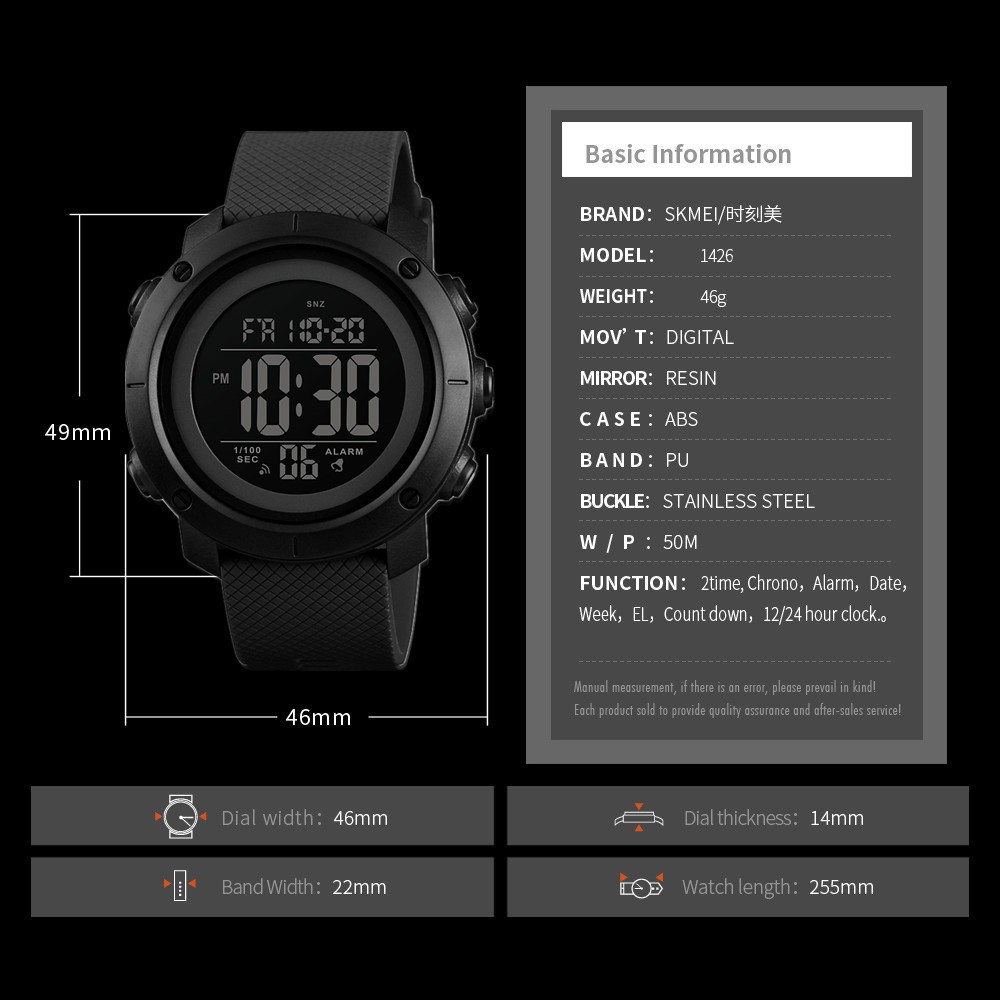 SNZ
FR 110-20
PM 10:30
1/100
SEC
06
ALARM
49mm
46mm
Basic Information
BRAND： SKMEI/时刻美
MODEL： 1426
WEIGHT： 46g
MOV’T： DIGITAL
MIRROR： RESIN
CASE： ABS
BAND： PU
BUCKLE： STAINLESS STEEL
W/P： 50M
FUNCTION： 2time, Chrono， Alarm， Date，
Week， EL， Count down， 12/24 hour clock.。
Manual measurement, if there is an error, please prevail in kind!
Each product sold to provide quality assurance and after-sales service!
Dial width： 46mm
Dial thickness： 14mm
Band Width： 22mm
Watch length： 255mm